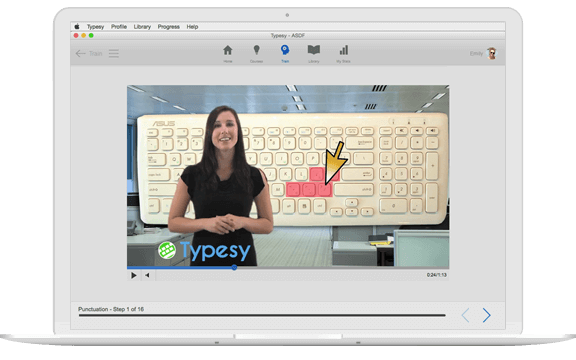 Typesy Profile Library Progress Help
Typesy - ASDF
Train
Home Courses Train Library My Stats
ASUS
Typesy
0:24/1:13
Punctuation - Step 1 of 16